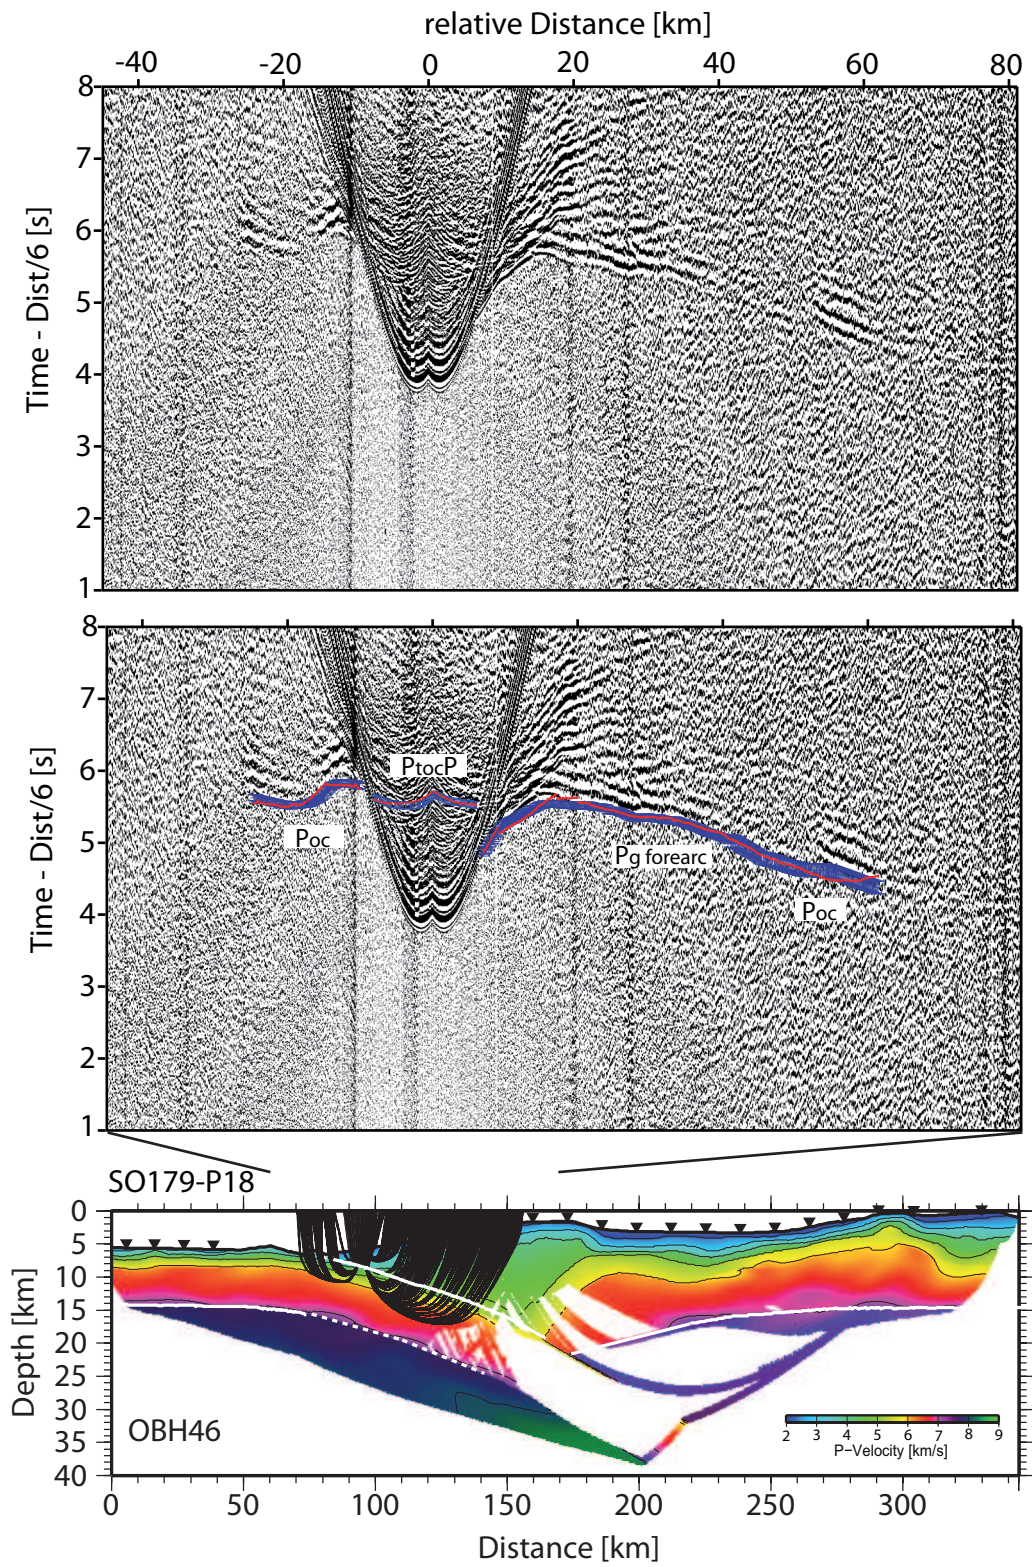 relative Distance [km]
-40 -20 0 20 40 60 80
8
7
6
5
4
3
2
1
Time - Dist/6 [s]
8
7
6
5
4
3
2
1
Time - Dist/6 [s]
PtocP
Poc
Pg forearc
Poc
SO179-P18
0
5
10
15
20
25
30
35
40
Depth [km]
OBH46
2 3 4 5 6 7 8 9
P-Velocity [km/s]
0 50 100 150 200 250 300
Distance [km]